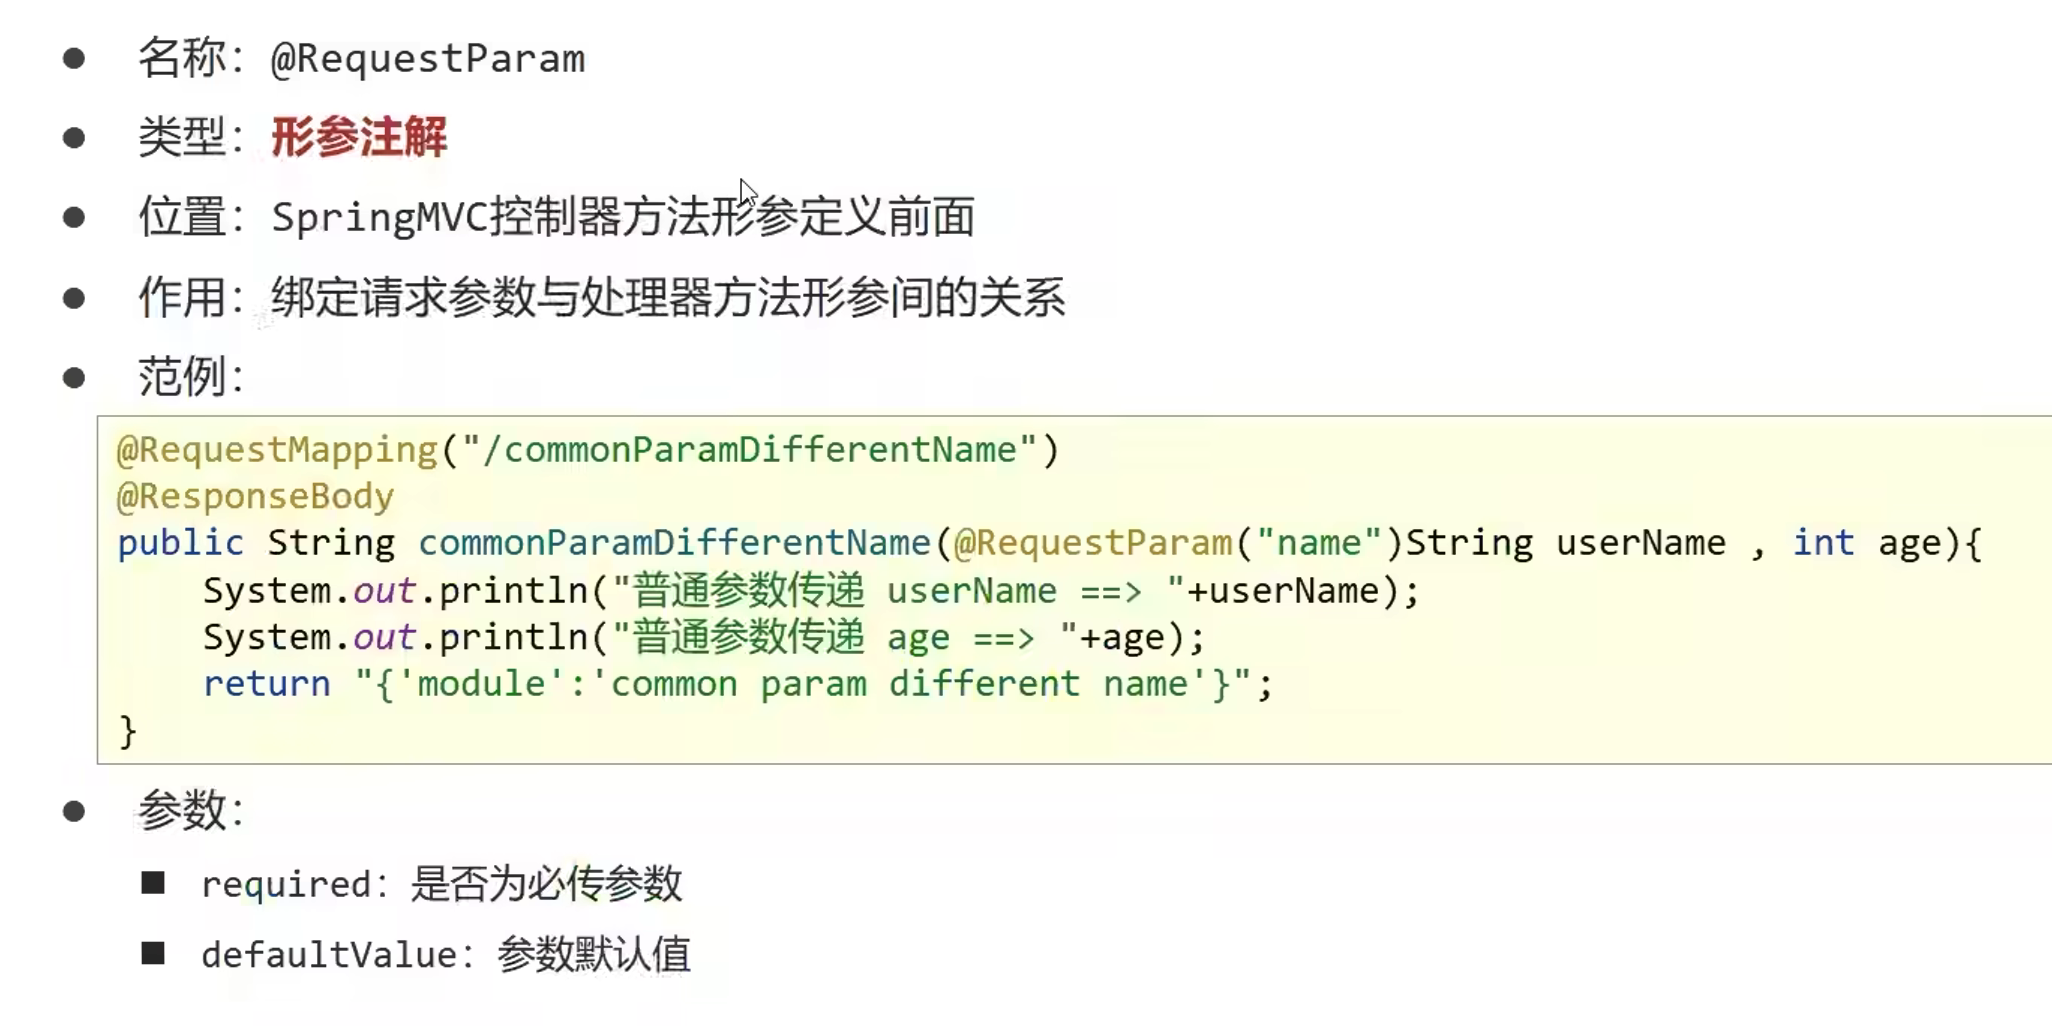 ● 名称：@RequestParam
● 类型：形参注解
● 位置：SpringMVC控制器方法形参定义前面
● 作用：绑定请求参数与处理器方法形参间的关系
● 范例：
@RequestMapping("/commonParamDifferentName")
@ResponseBody
public String commonParamDifferentName(@RequestParam("name")String userName , int age){
    System.out.println("普通参数传递 userName ==> "+userName);
    System.out.println("普通参数传递 age ==> "+age);
    return "{'module':'common param different name'}";
}
● 参数：
■ required：是否为必传参数
■ defaultValue：参数默认值